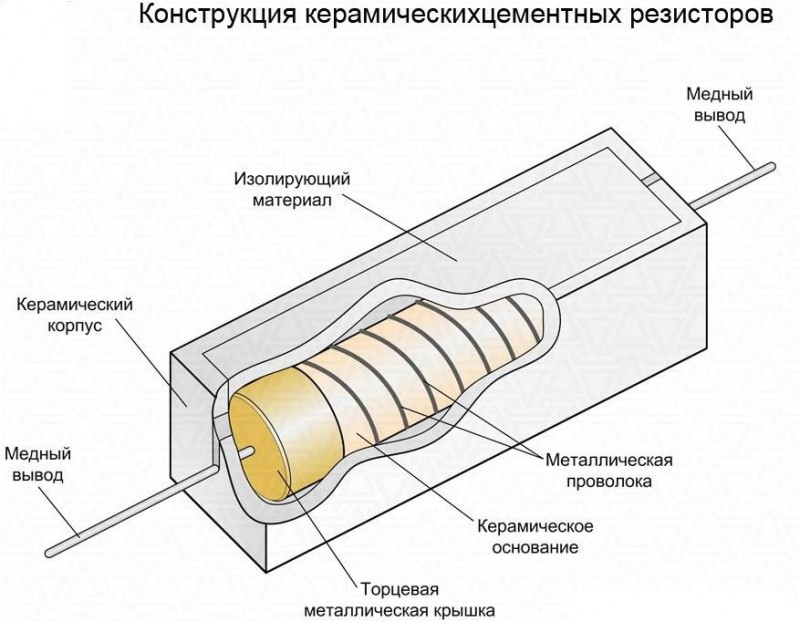 Конструкция керамическихцементных резисторов
Медный
вывод
Изолирующий
материал
Керамический
корпус
Медный
вывод
Металлическая
проволока
Керамическое
основание
Торцевая
металлическая крышка